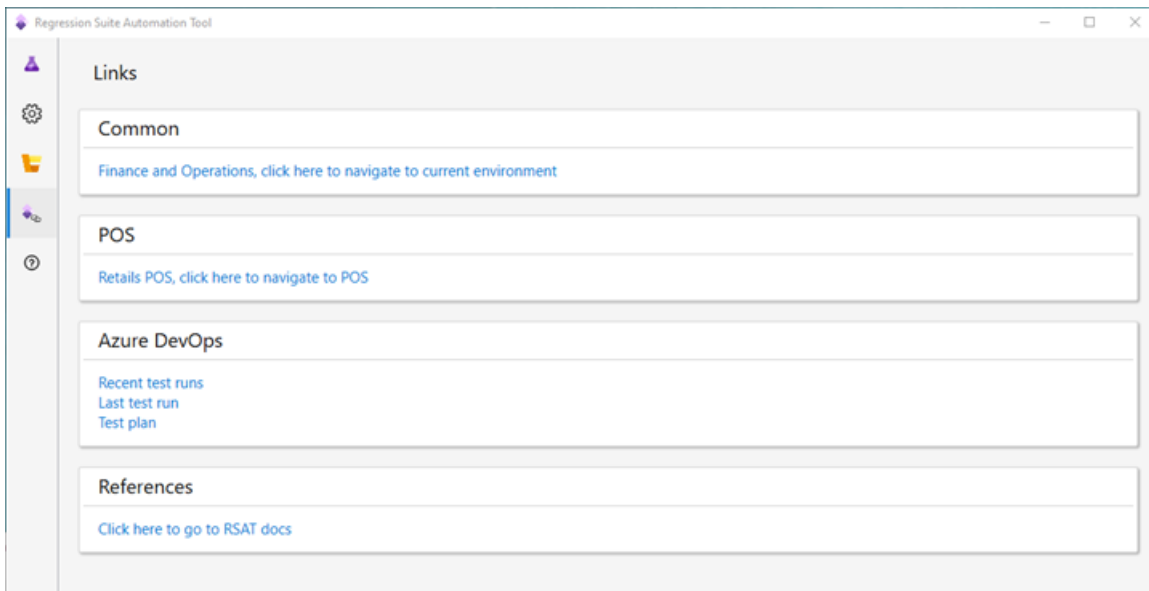 Regression Suite Automation Tool
Links
Common
Finance and Operations, click here to navigate to current environment
POS
Retails POS, click here to navigate to POS
Azure DevOps
Recent test runs
Last test run
Test plan
References
Click here to go to RSAT docs